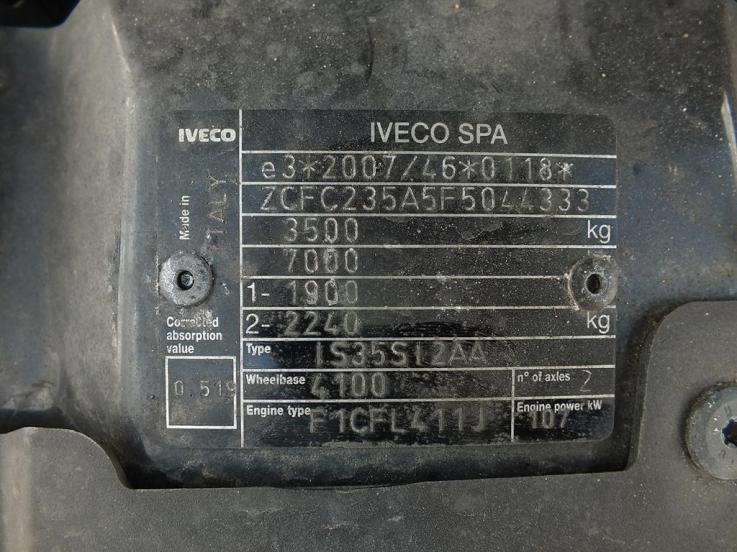 IVECO
IVECO SPA
e3*2007/46*0118*
ZCFC235A5F5044333
3500 kg
7000
1- 1900
2- 2240 kg
Type IS35SI2AA
Wheelbase 4100 n° of axles 2
Engine type F1CFL411J Engine power kW 107
Made in ITALY
Corrected
absorption
value
0.519